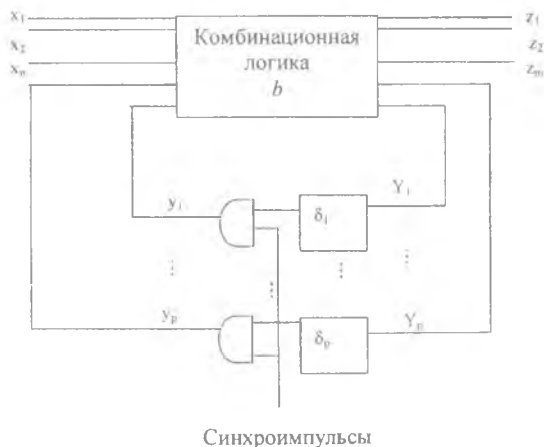 x₁ z₁
Комбинационная
x₂ логика z₂
xₙ b zₘ
y₁ δ₁ Y₁
yₚ δₚ Yₚ
Синхроимпульсы